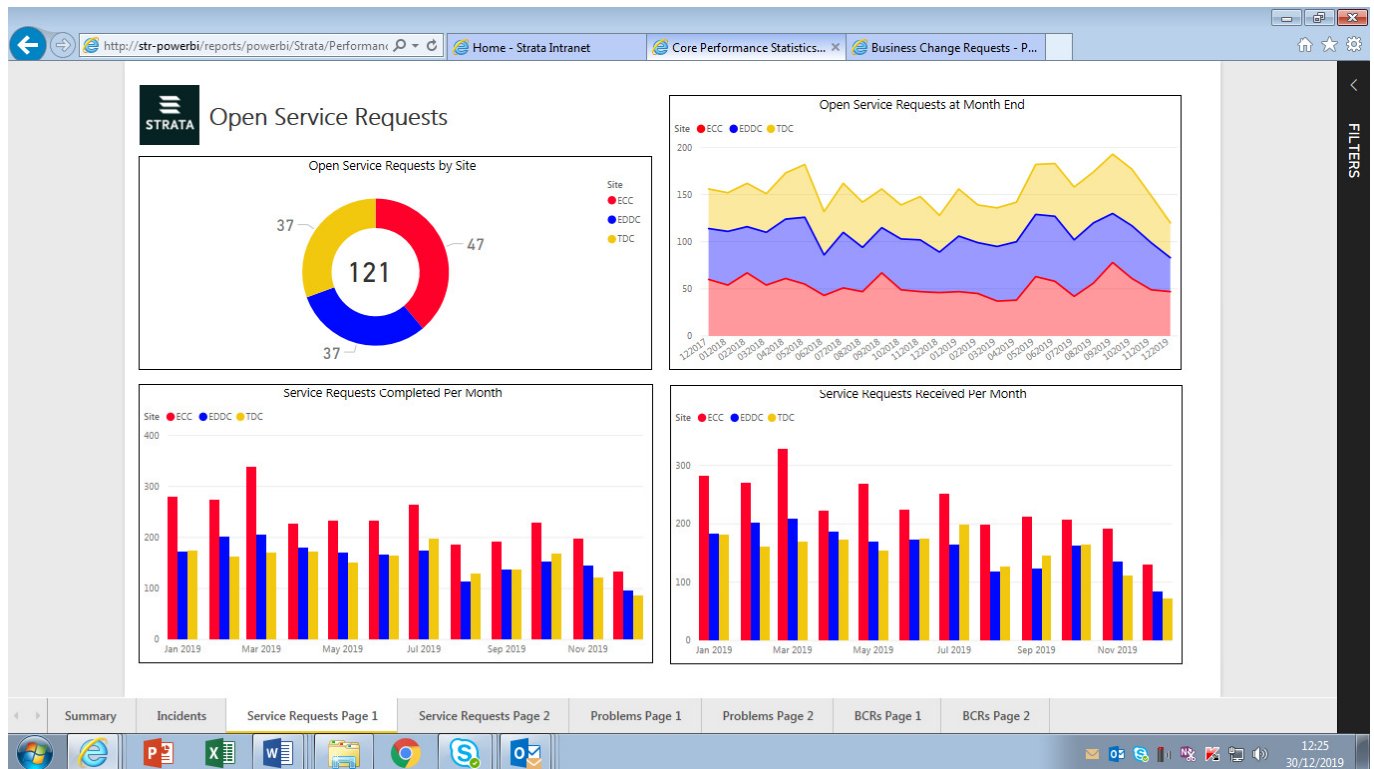 http://str-powerbi/reports/powerbi/Strata/Performanc
Home - Strata Intranet
Core Performance Statistics...
Business Change Requests - P...
STRATA
Open Service Requests
FILTERS
Open Service Requests by Site
Site
ECC
EDDC
TDC
37
47
121
37
Open Service Requests at Month End
Site ECC EDDC TDC
200
150
100
50
0
122017 012018 022018 032018 042018 052018 062018 072018 082018 092018 102018 112018 122018 012019 022019 032019 042019 052019 062019 072019 082019 092019 102019 112019 122019
Service Requests Completed Per Month
Site ECC EDDC TDC
400
300
200
100
0
Jan 2019 Mar 2019 May 2019 Jul 2019 Sep 2019 Nov 2019
Service Requests Received Per Month
Site ECC EDDC TDC
300
200
100
0
Jan 2019 Mar 2019 May 2019 Jul 2019 Sep 2019 Nov 2019
Summary Incidents Service Requests Page 1 Service Requests Page 2 Problems Page 1 Problems Page 2 BCRs Page 1 BCRs Page 2
12:25
30/12/2019